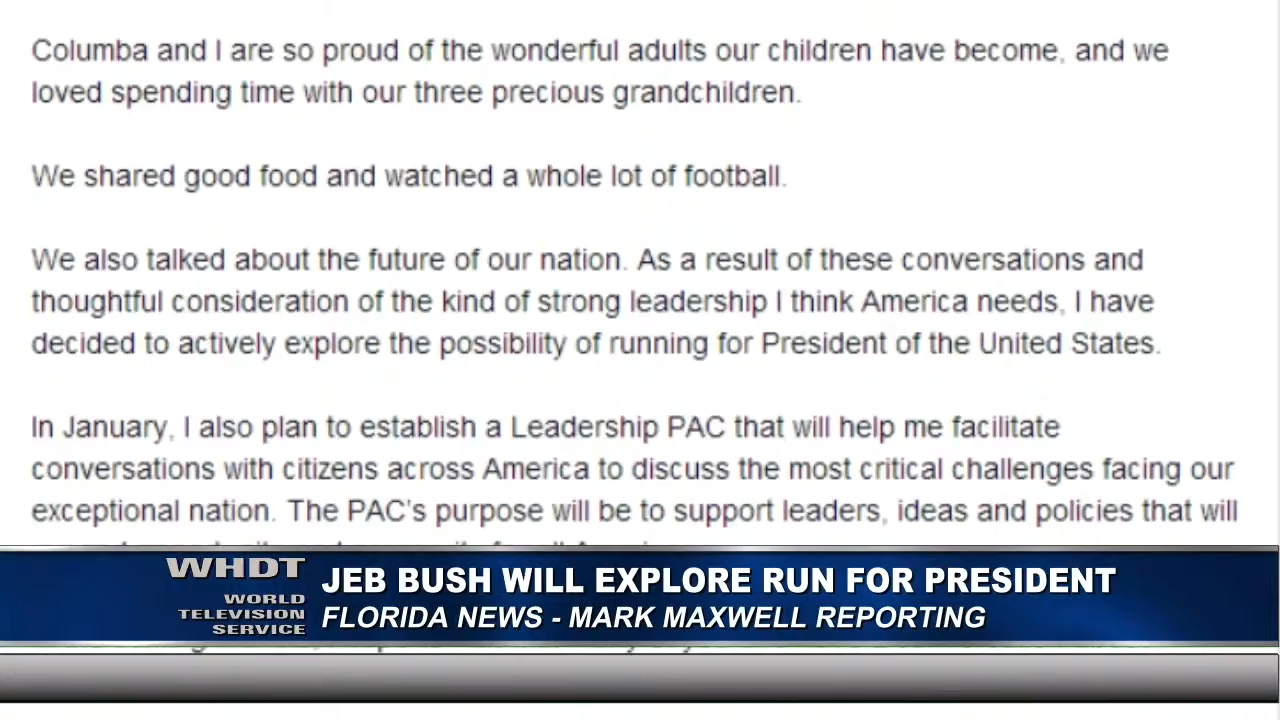 Columba and I are so proud of the wonderful adults our children have become, and we
loved spending time with our three precious grandchildren.
We shared good food and watched a whole lot of football.
We also talked about the future of our nation. As a result of these conversations and
thoughtful consideration of the kind of strong leadership I think America needs, I have
decided to actively explore the possibility of running for President of the United States.
In January, I also plan to establish a Leadership PAC that will help me facilitate
conversations with citizens across America to discuss the most critical challenges facing our
exceptional nation. The PAC's purpose will be to support leaders, ideas and policies that will
WHDT
WORLD
TELEVISION
SERVICE
JEB BUSH WILL EXPLORE RUN FOR PRESIDENT
FLORIDA NEWS - MARK MAXWELL REPORTING